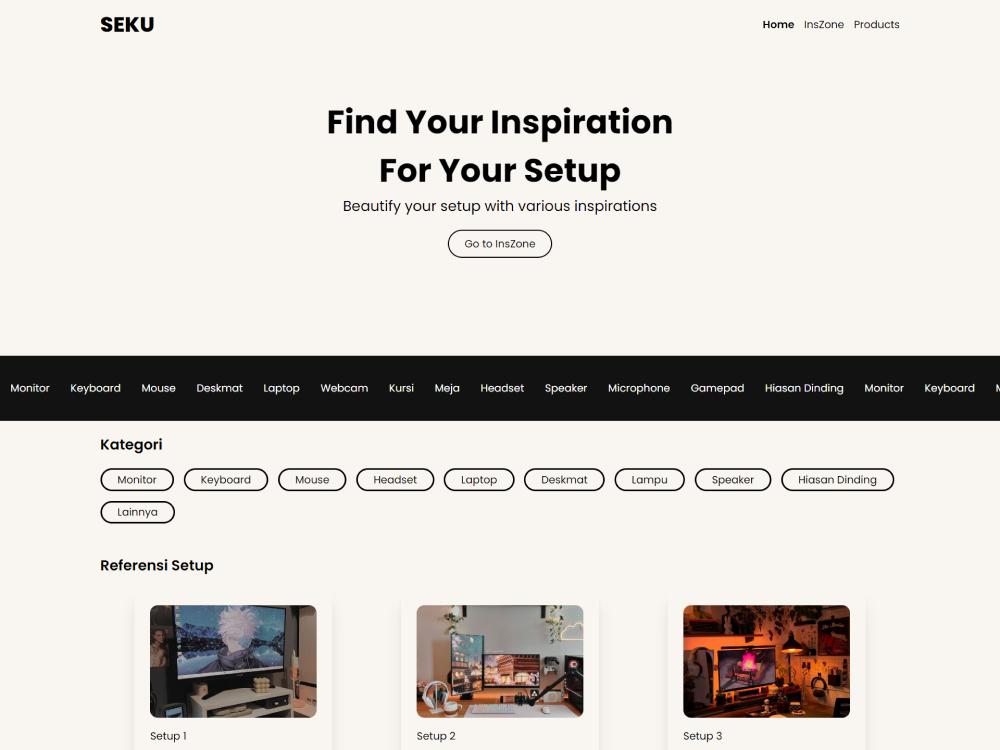 SEKU
Home InsZone Products
Find Your Inspiration
For Your Setup
Beautify your setup with various inspirations
Go to InsZone
Monitor Keyboard Mouse Deskmat Laptop Webcam Kursi Meja Headset Speaker Microphone Gamepad Hiasan Dinding Monitor Keyboard
Kategori
Monitor Keyboard Mouse Headset Laptop Deskmat Lampu Speaker Hiasan Dinding
Lainnya
Referensi Setup
Setup 1 Setup 2 Setup 3